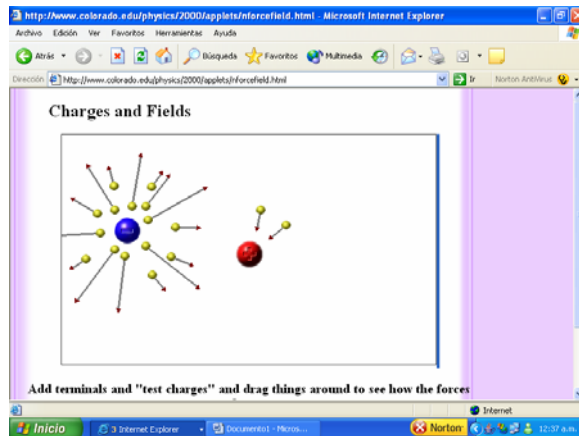 http://www.colorado.edu/physics/2000/applets/nforcefield.html - Microsoft Internet Explorer
Archivo Edición Ver Favoritos Herramientas Ayuda
Atrás Búsqueda Favoritos Multimedia
Dirección http://www.colorado.edu/physics/2000/applets/nforcefield.html Ir Norton AntiVirus
Charges and Fields
Add terminals and "test charges" and drag things around to see how the forces
Internet
Inicio 3 Internet Explorer Documento1 - Micros... Norton 12:37 a.m.